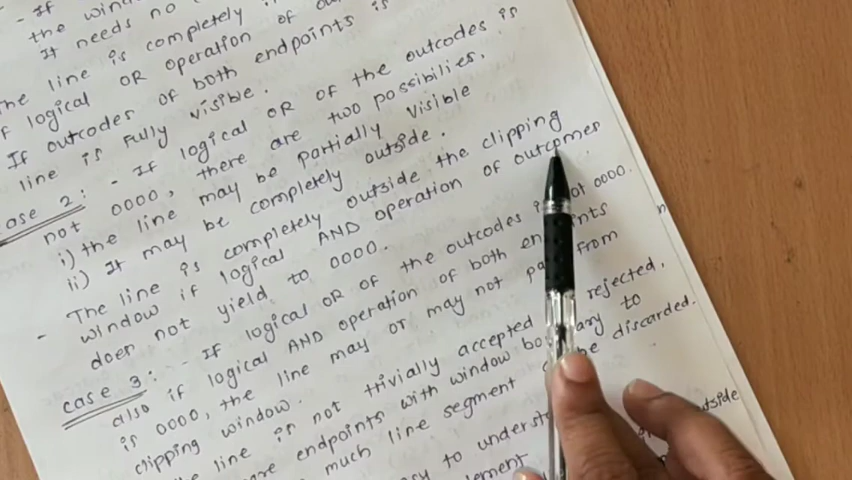 - If
the wind
It needs no
the line is completely
If logical OR operation of
If outcodes of both endpoints is
line is fully visible.
case 2: - If logical OR of the outcodes is
not 0000, there are two possibilies.
i) the line may be partially visible
ii) It may be completely outside.
- The line is completely outside the clipping
window if logical AND operation of outcomes
does not yield to 0000.
case 3: - If logical OR of the outcodes is not 0000.
also if logical AND operation of both endpoints
is 0000, the line may or may not from
clipping window.
line is not trivially accepted rejected,
are endpoints with window to
much line segment be discarded.
to
outside